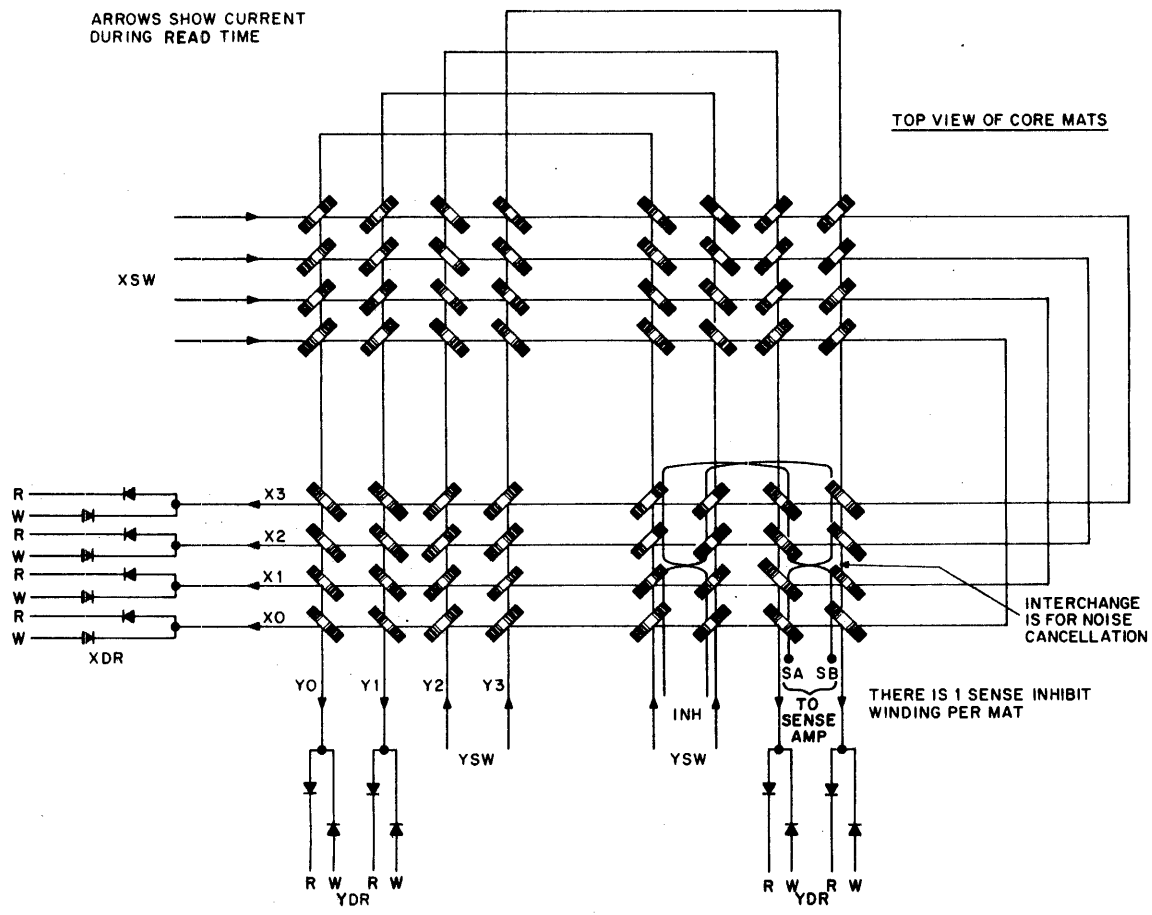 ARROWS SHOW CURRENT
DURING READ TIME
TOP VIEW OF CORE MATS
XSW
R
W
X3
R
W
X2
R
W
X1
R
W
X0
XDR
INTERCHANGE
IS FOR NOISE
CANCELLATION
Y0 Y1 Y2 Y3
SA SB
INH
TO
SENSE
AMP
THERE IS 1 SENSE INHIBIT
WINDING PER MAT
YSW
YSW
R W R W
YDR
R W R W
YDR